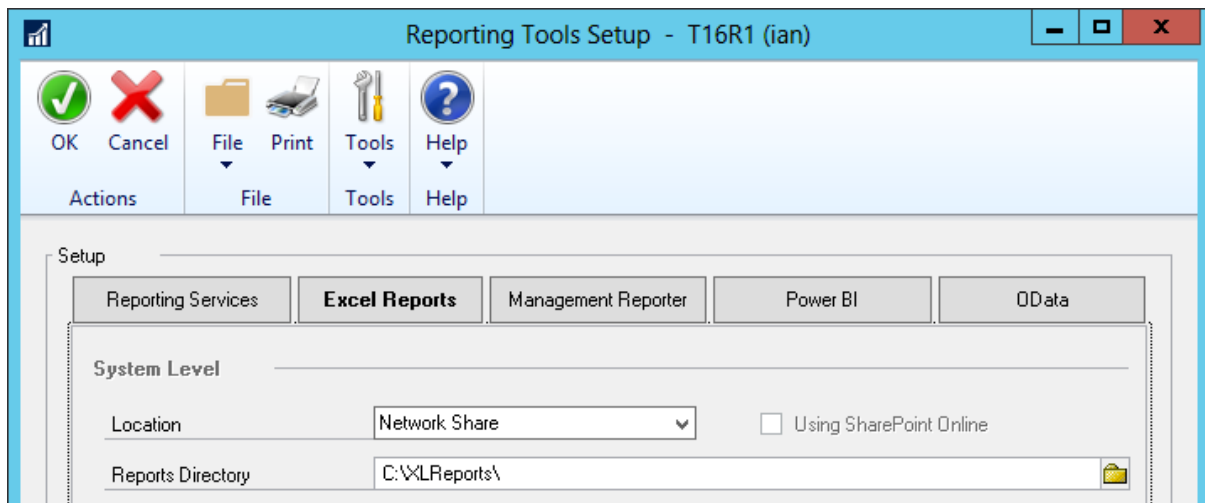 Reporting Tools Setup - T16R1 (ian)
OK Cancel File Print Tools Help
Actions File Tools Help
Setup
Reporting Services Excel Reports Management Reporter Power BI OData
System Level
Location Network Share Using SharePoint Online
Reports Directory C:\XLReports\